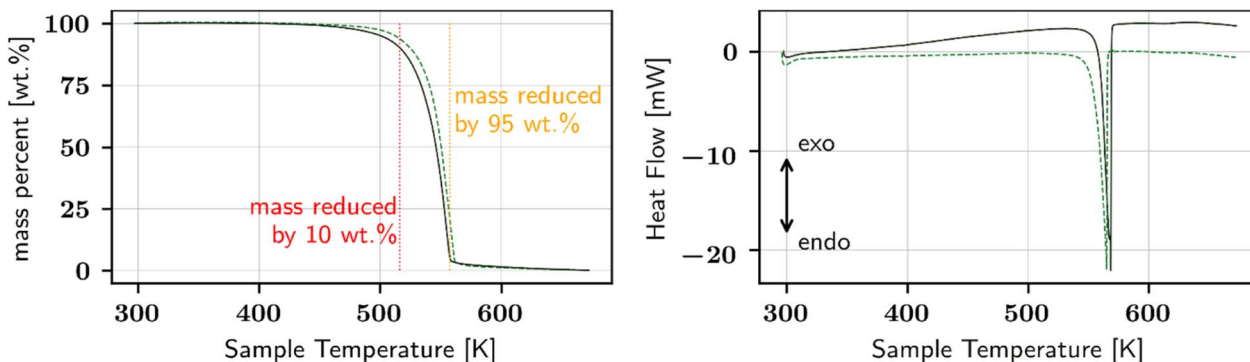 mass percent [wt.%]
100
75
50
25
0
mass reduced
by 95 wt.%
mass reduced
by 10 wt.%
300
400
500
600
Sample Temperature [K]
Heat Flow [mW]
0
−10
−20
exo
endo
300
400
500
600
Sample Temperature [K]